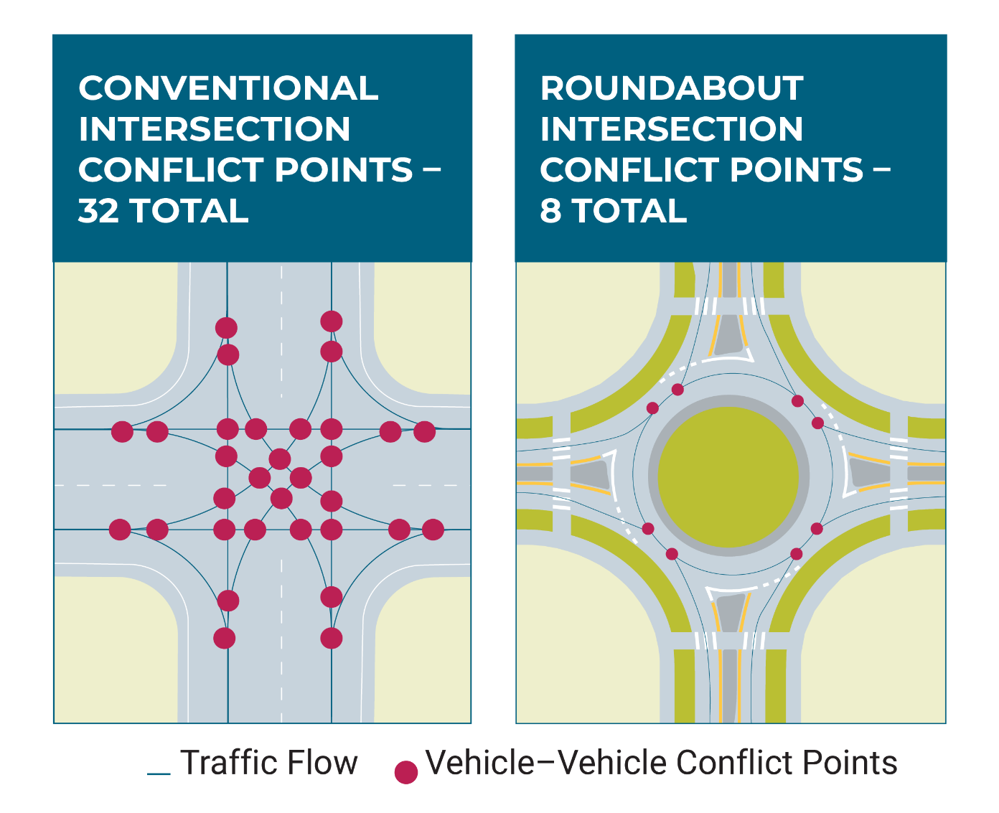 CONVENTIONAL
INTERSECTION
CONFLICT POINTS –
32 TOTAL
ROUNDABOUT
INTERSECTION
CONFLICT POINTS –
8 TOTAL
Traffic Flow
Vehicle–Vehicle Conflict Points